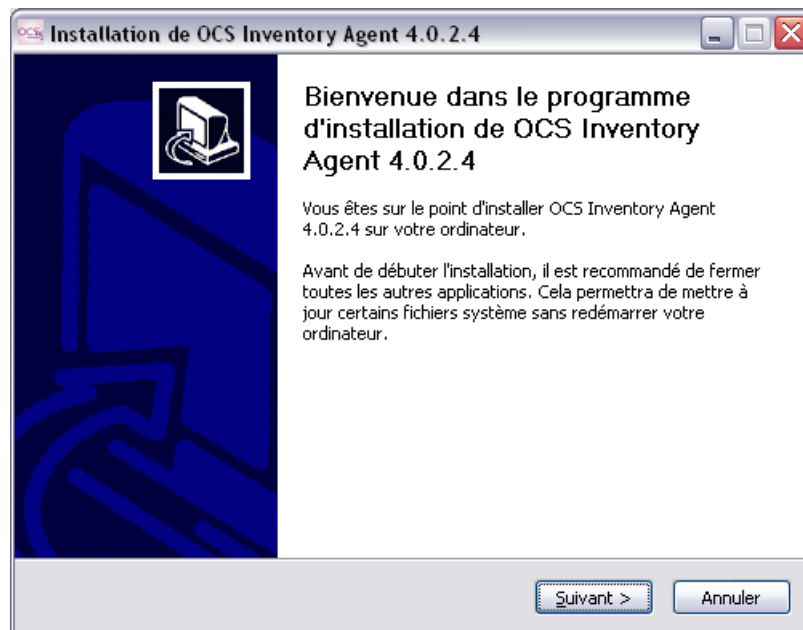 OCS Installation de OCS Inventory Agent 4.0.2.4
Bienvenue dans le programme
d'installation de OCS Inventory
Agent 4.0.2.4
Vous êtes sur le point d'installer OCS Inventory Agent
4.0.2.4 sur votre ordinateur.
Avant de débuter l'installation, il est recommandé de fermer
toutes les autres applications. Cela permettra de mettre à
jour certains fichiers système sans redémarrer votre
ordinateur.
Suivant > Annuler